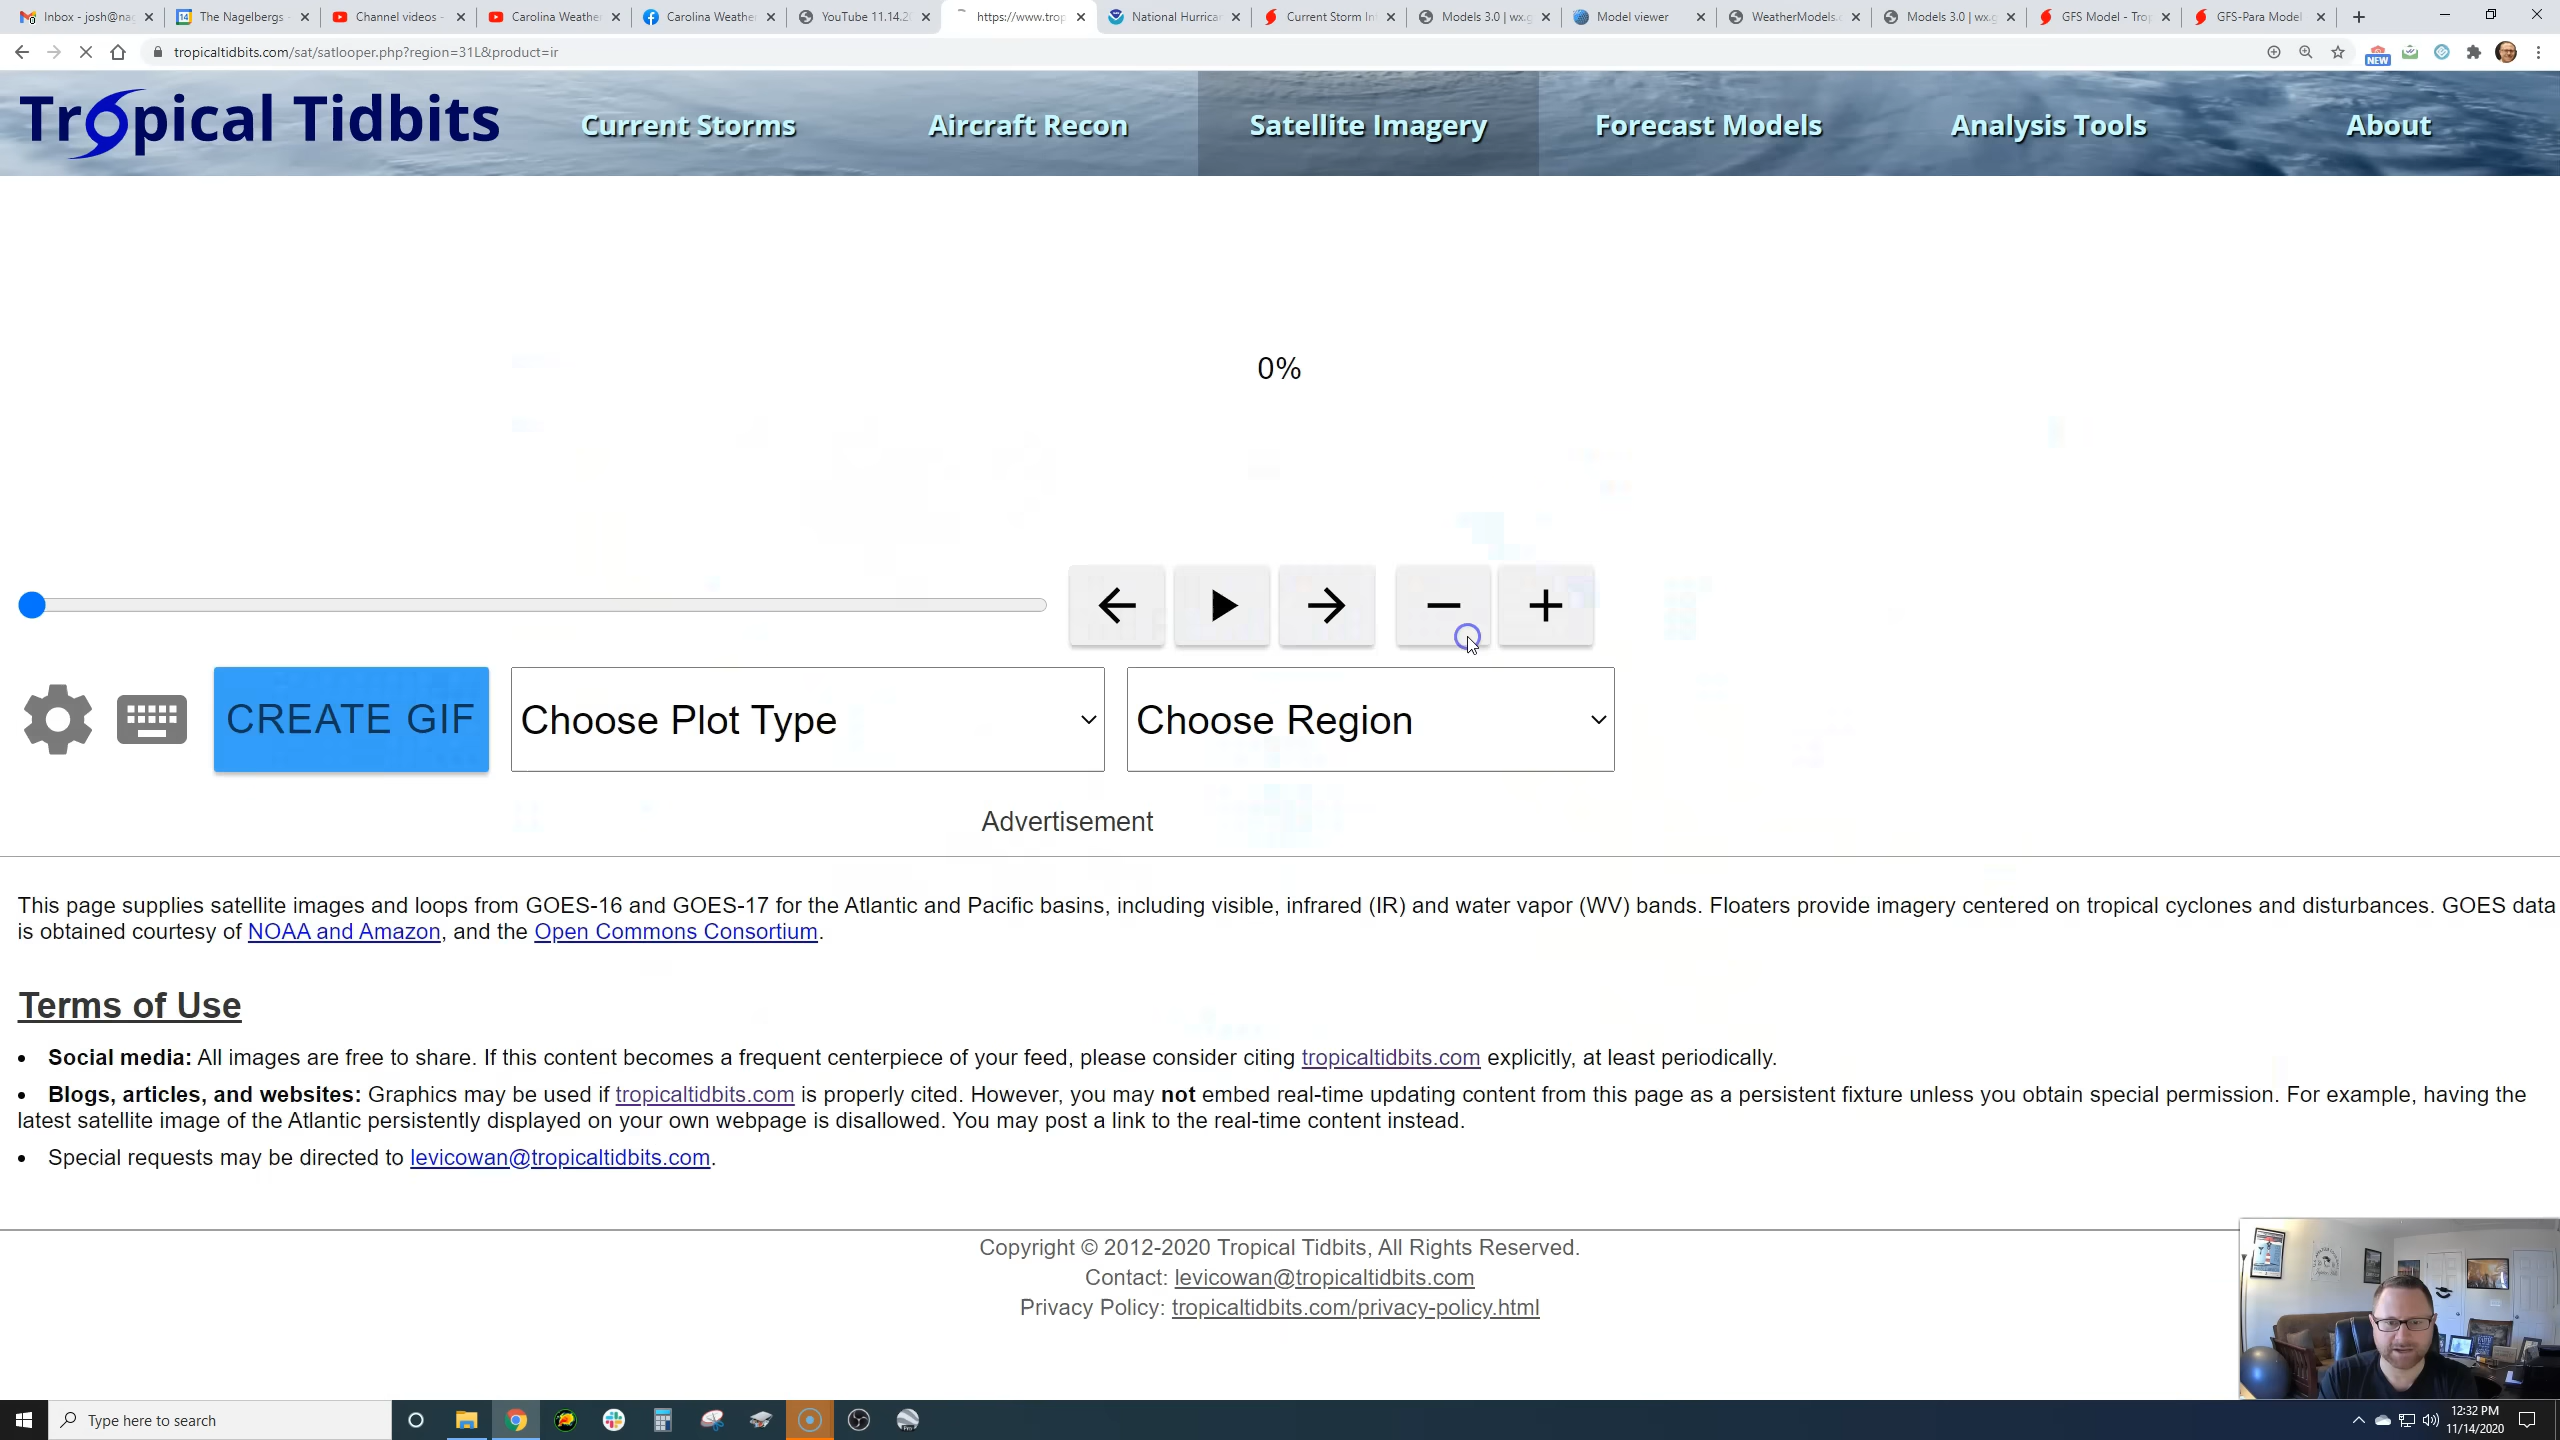 Inbox - josh@nag
14
The Nagelbergs -
Channel videos -
Carolina Weather
Carolina Weather
YouTube 11.14.20
https://www.trop
National Hurrica
Current Storm In
Models 3.0 | wx.g
Model viewer
WeatherModels.c
Models 3.0 | wx.g
GFS Model - Trop
GFS-Para Model
tropicaltidbits.com/sat/satlooper.php?region=31L&product=ir
NEW
Tropical Tidbits
Current Storms
Aircraft Recon
Satellite Imagery
Forecast Models
Analysis Tools
About
0%
CREATE GIF
Choose Plot Type
Choose Region
Advertisement
This page supplies satellite images and loops from GOES-16 and GOES-17 for the Atlantic and Pacific basins, including visible, infrared (IR) and water vapor (WV) bands. Floaters provide imagery centered on tropical cyclones and disturbances. GOES data
is obtained courtesy of NOAA and Amazon, and the Open Commons Consortium.
Terms of Use
• Social media: All images are free to share. If this content becomes a frequent centerpiece of your feed, please consider citing tropicaltidbits.com explicitly, at least periodically.
• Blogs, articles, and websites: Graphics may be used if tropicaltidbits.com is properly cited. However, you may not embed real-time updating content from this page as a persistent fixture unless you obtain special permission. For example, having the
latest satellite image of the Atlantic persistently displayed on your own webpage is disallowed. You may post a link to the real-time content instead.
• Special requests may be directed to levicowan@tropicaltidbits.com.
Copyright © 2012-2020 Tropical Tidbits, All Rights Reserved.
Contact: levicowan@tropicaltidbits.com
Privacy Policy: tropicaltidbits.com/privacy-policy.html
Type here to search
12:32 PM
11/14/2020